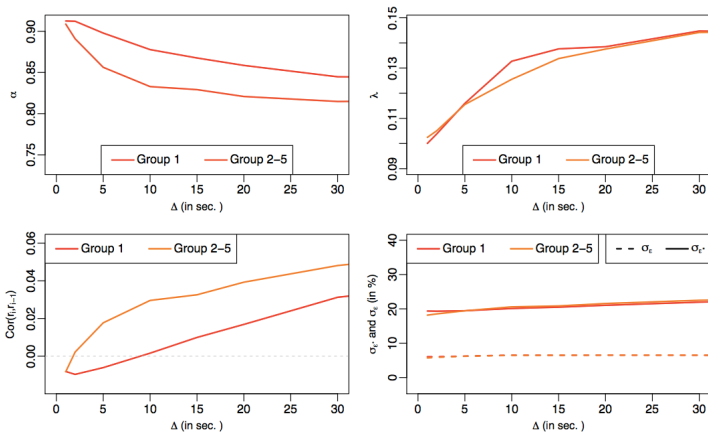 0.90
0.85
0.80
0.75
α
Group 1
Group 2−5
0
5
10
15
20
25
30
Δ (in sec. )
0.15
0.13
0.11
0.09
λ
Group 1
Group 2−5
0
5
10
15
20
25
30
Δ (in sec. )
0.06
0.04
0.02
0.00
Cor(rᵢ,rᵢ₋₁)
Group 1
Group 2−5
0
5
10
15
20
25
30
Δ (in sec. )
40
30
20
10
0
σε* and σε (in %)
Group 1
Group 2−5
σε
σε*
0
5
10
15
20
25
30
Δ (in sec. )